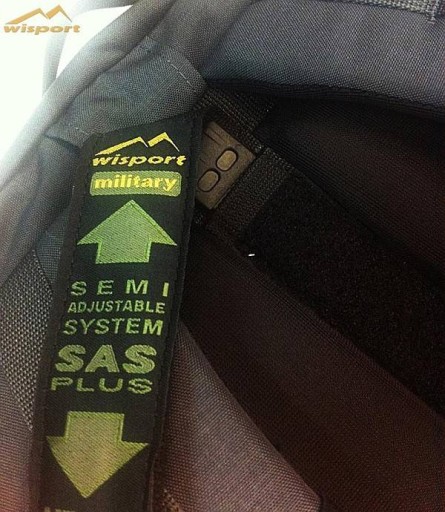 wisport
wisport
military
SEMI
ADJUSTABLE
SYSTEM
SAS
PLUS